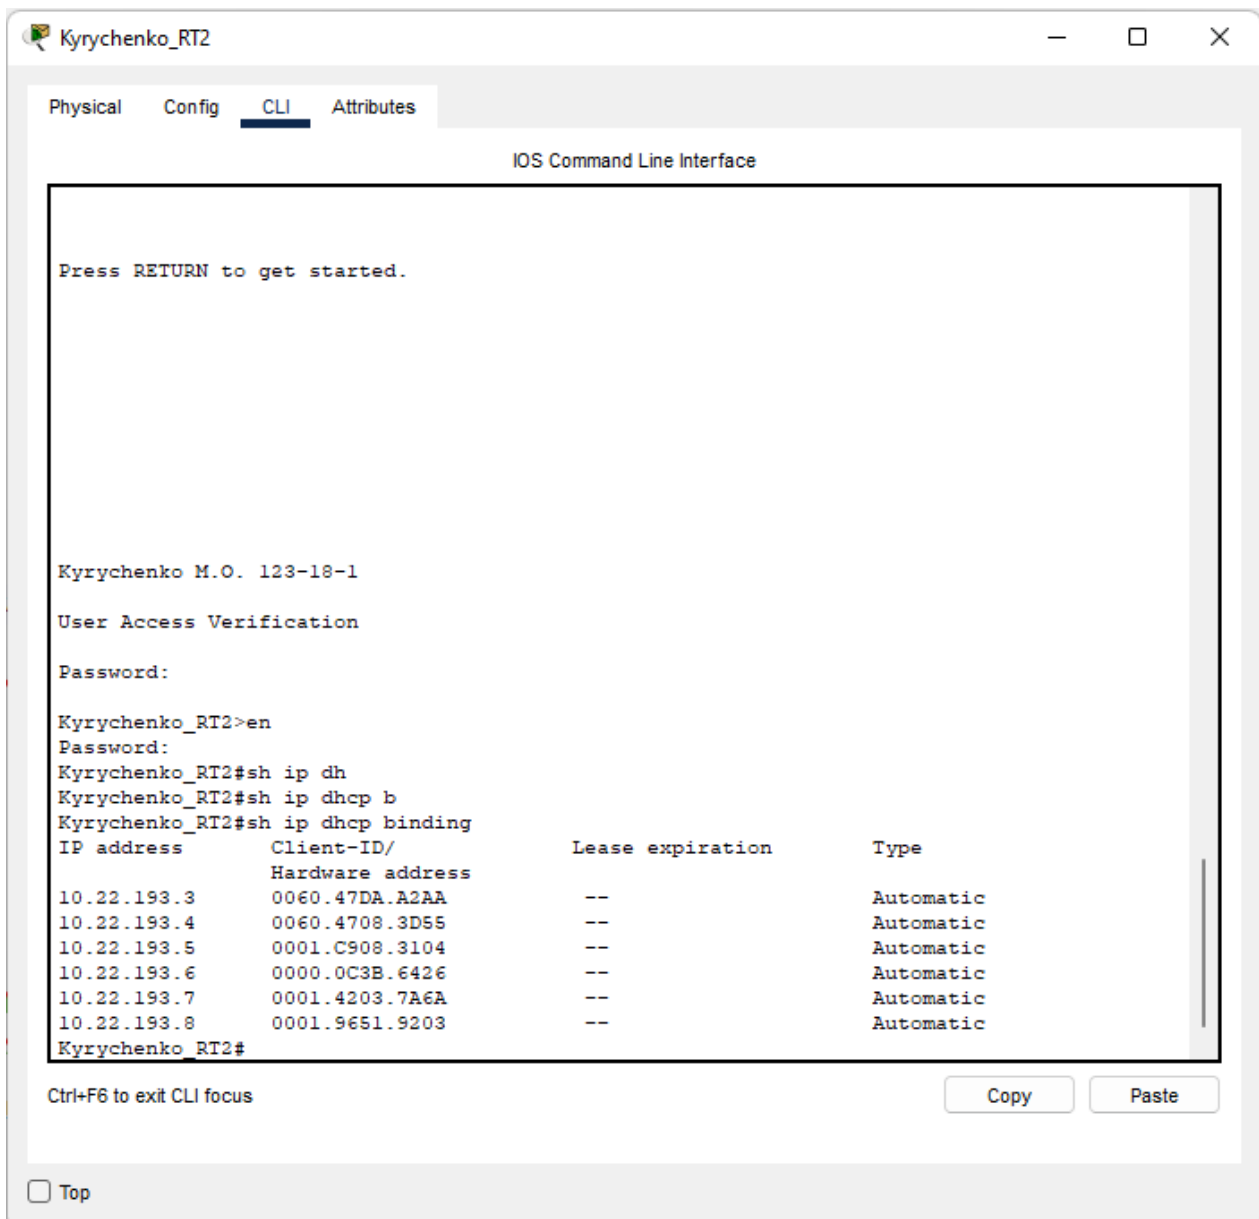 Kyrychenko_RT2
Physical Config CLI Attributes
IOS Command Line Interface
Press RETURN to get started.
Kyrychenko M.O. 123-18-1
User Access Verification
Password:
Kyrychenko_RT2>en
Password:
Kyrychenko_RT2#sh ip dh
Kyrychenko_RT2#sh ip dhcp b
Kyrychenko_RT2#sh ip dhcp binding
IP address Client-ID/ Lease expiration Type
Hardware address
10.22.193.3 0060.47DA.A2AA -- Automatic
10.22.193.4 0060.4708.3D55 -- Automatic
10.22.193.5 0001.C908.3104 -- Automatic
10.22.193.6 0000.0C3B.6426 -- Automatic
10.22.193.7 0001.4203.7A6A -- Automatic
10.22.193.8 0001.9651.9203 -- Automatic
Kyrychenko_RT2#
Ctrl+F6 to exit CLI focus Copy Paste
Top